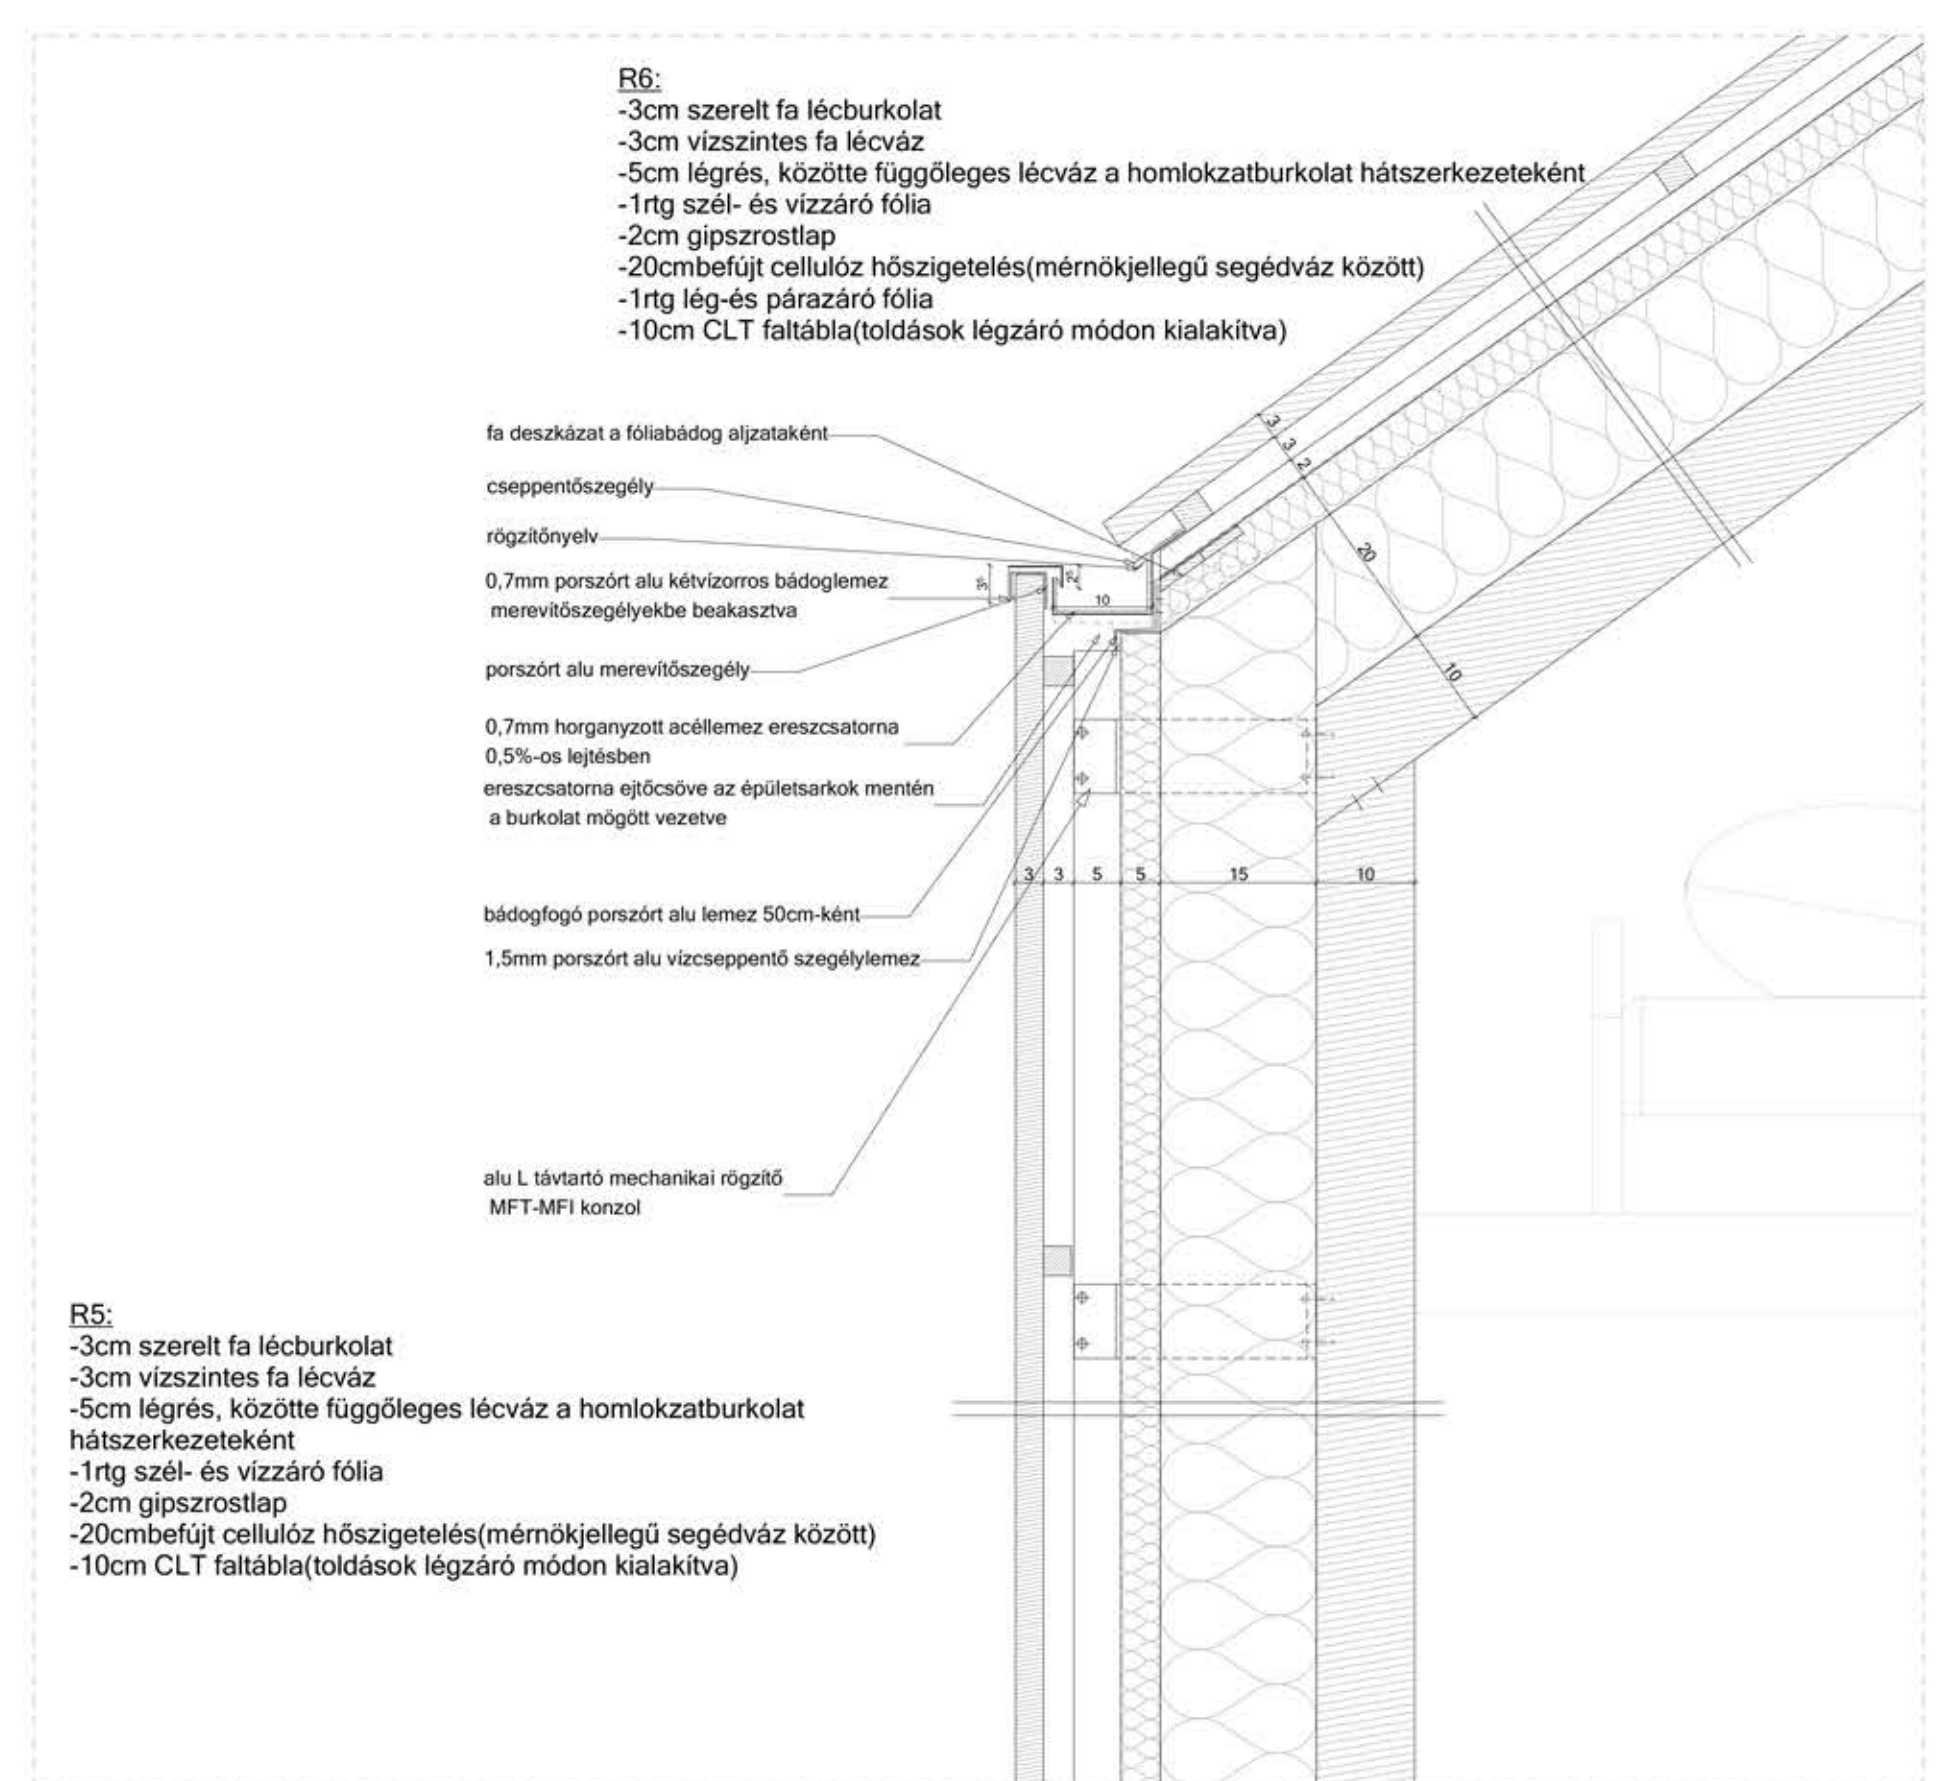 R6:
-3cm szerelt fa lécburkolat
-3cm vízszintes fa lécváz
-5cm légrés, közötte függőleges lécváz a homlokzatburkolat hátszerkezeteként
-1rtg szél- és vízzáró fólia
-2cm gipszrostlap
-20cmbefújt cellulóz hőszigetelés(mérnökjellegű segédváz között)
-1rtg lég-és párazáró fólia
-10cm CLT faltábla(toldások légzáró módon kialakítva)
fa deszkázat a fóliabádog aljzataként
cseppentőszegély
rögzítőnyelv
0,7mm porszórt alu kétvízorros bádoglemez
merevítőszegélyekbe beakasztva
porszórt alu merevítőszegély
0,7mm horganyzott acéllemez ereszcsatorna
0,5%-os lejtésben
ereszcsatorna ejtőcsöve az épületsarkok mentén
a burkolat mögött vezetve
bádogfogó porszórt alu lemez 50cm-ként
1,5mm porszórt alu vízcseppentő szegélylemez
alu L távtartó mechanikai rögzítő
MFT-MFI konzol
3
3
2
20
10
3⁵
2⁵
10
3 3 5 5 15 10
R5:
-3cm szerelt fa lécburkolat
-3cm vízszintes fa lécváz
-5cm légrés, közötte függőleges lécváz a homlokzatburkolat
hátszerkezeteként
-1rtg szél- és vízzáró fólia
-2cm gipszrostlap
-20cmbefújt cellulóz hőszigetelés(mérnökjellegű segédváz között)
-10cm CLT faltábla(toldások légzáró módon kialakítva)